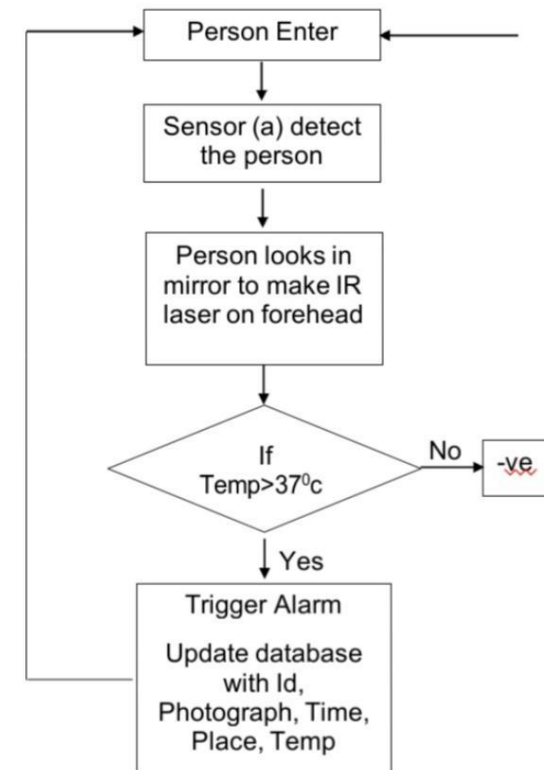 Person Enter
Sensor (a) detect
the person
Person looks in
mirror to make IR
laser on forehead
If
Temp>37⁰c
No
-ve
Yes
Trigger Alarm
Update database
with Id,
Photograph, Time,
Place, Temp